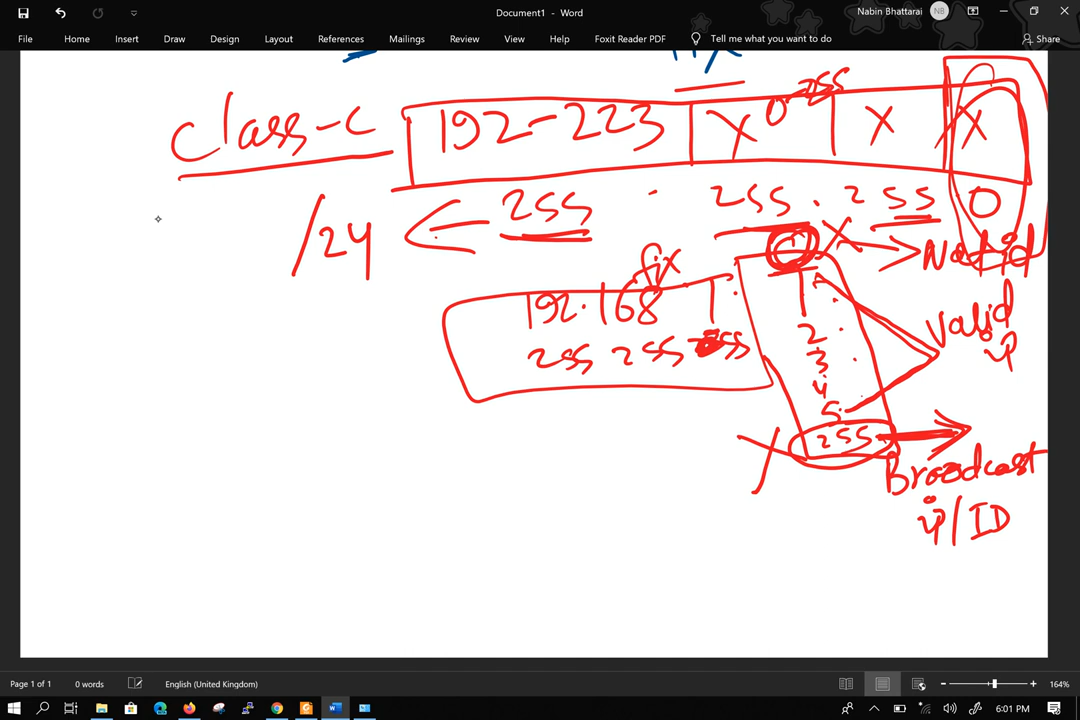 Document1 - Word
Nabin Bhattarai NB
File Home Insert Draw Design Layout References Mailings Review View Help Foxit Reader PDF Tell me what you want to do Share
class-c 192-223 X 0-255 X X
/24 255 . 255 . 255 0
X Net id
fix
192.168 1 . 1
255 255 255
2
3
4
5
255
X
Valid
ip
Broadcast
ip/ID
Page 1 of 1 0 words English (United Kingdom) 164%
6:01 PM